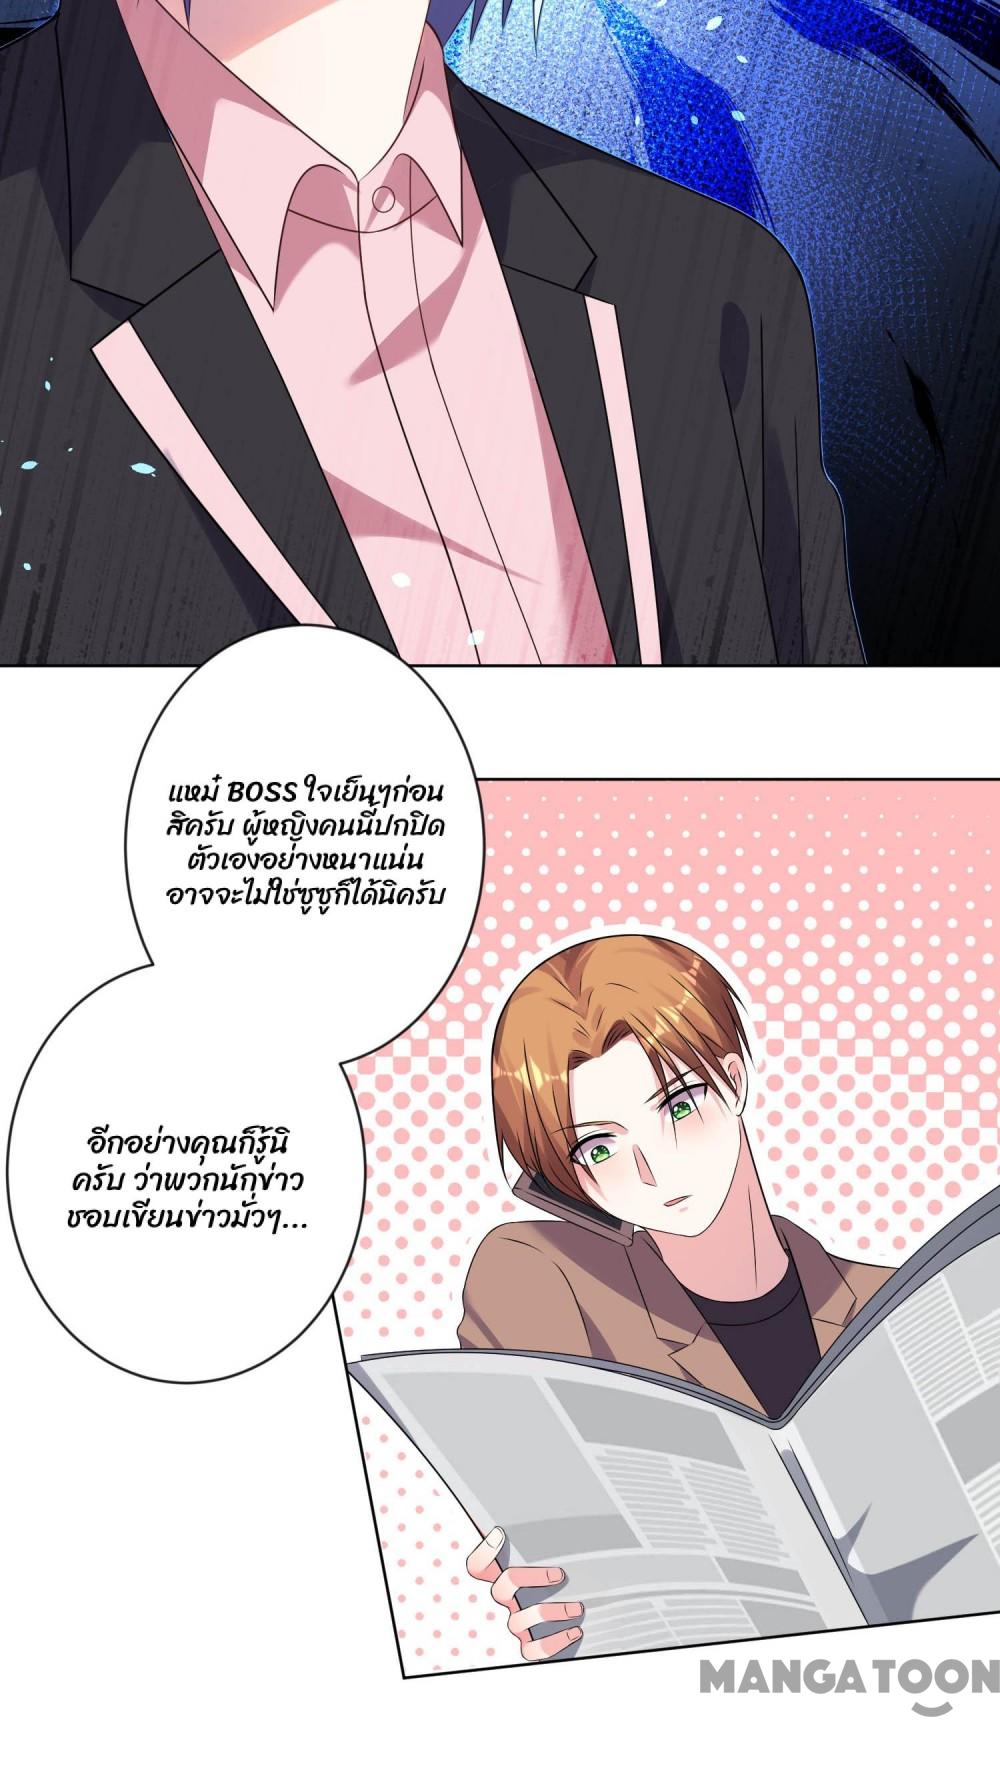 แหม๋ BOSS ใจเย็นๆก่อน
สิครับ ผู้หญิงคนนี้ปกปิด
ตัวเองอย่างหนาแน่น
อาจจะไม่ใช่ซูซูก็ได้นิครับ
อีกอย่างคุณก็รู้นิ
ครับ ว่าพวกนักข่าว
ชอบเขียนข่าวมั่วๆ...
MANGATOON